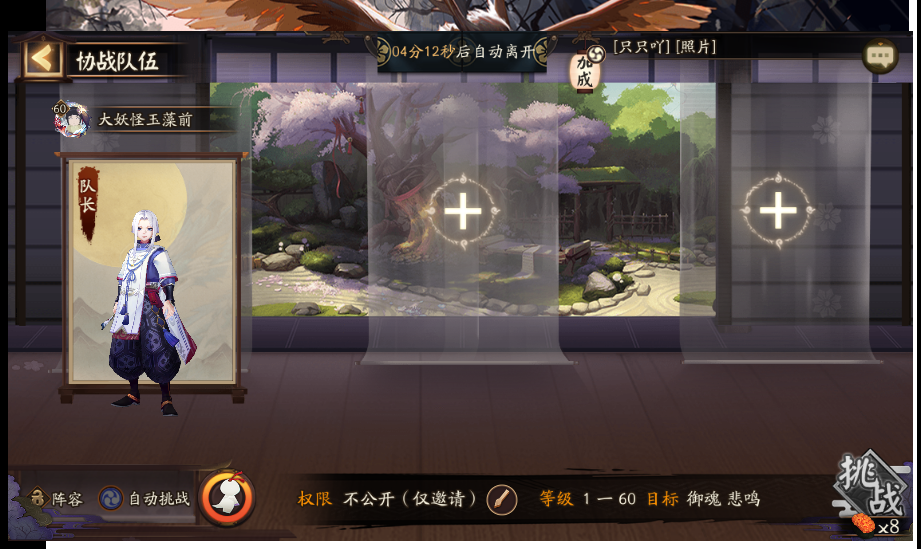 协战队伍
04分12秒后自动离开
加成
[只只吖] [照片]
60
大妖怪玉藻前
队长
阵容
自动挑战
权限 不公开（仅邀请）
等级 1 一 60 目标 御魂 悲鸣
挑战
x8